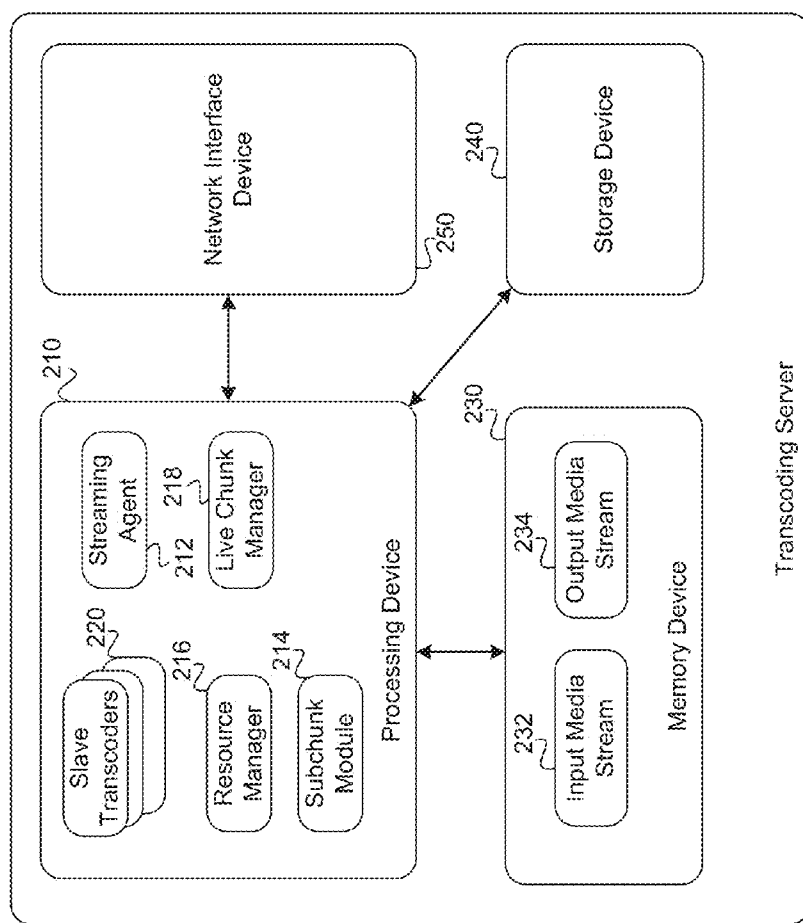 210
Slave
Transcoders
220
Streaming
Agent
212
Resource
Manager
216
Live Chunk
Manager
218
Subchunk
Module
214
Processing Device
Network Interface
Device
250
230
Input Media
Stream
232
Output Media
Stream
234
Memory Device
Storage Device
240
Transcoding Server